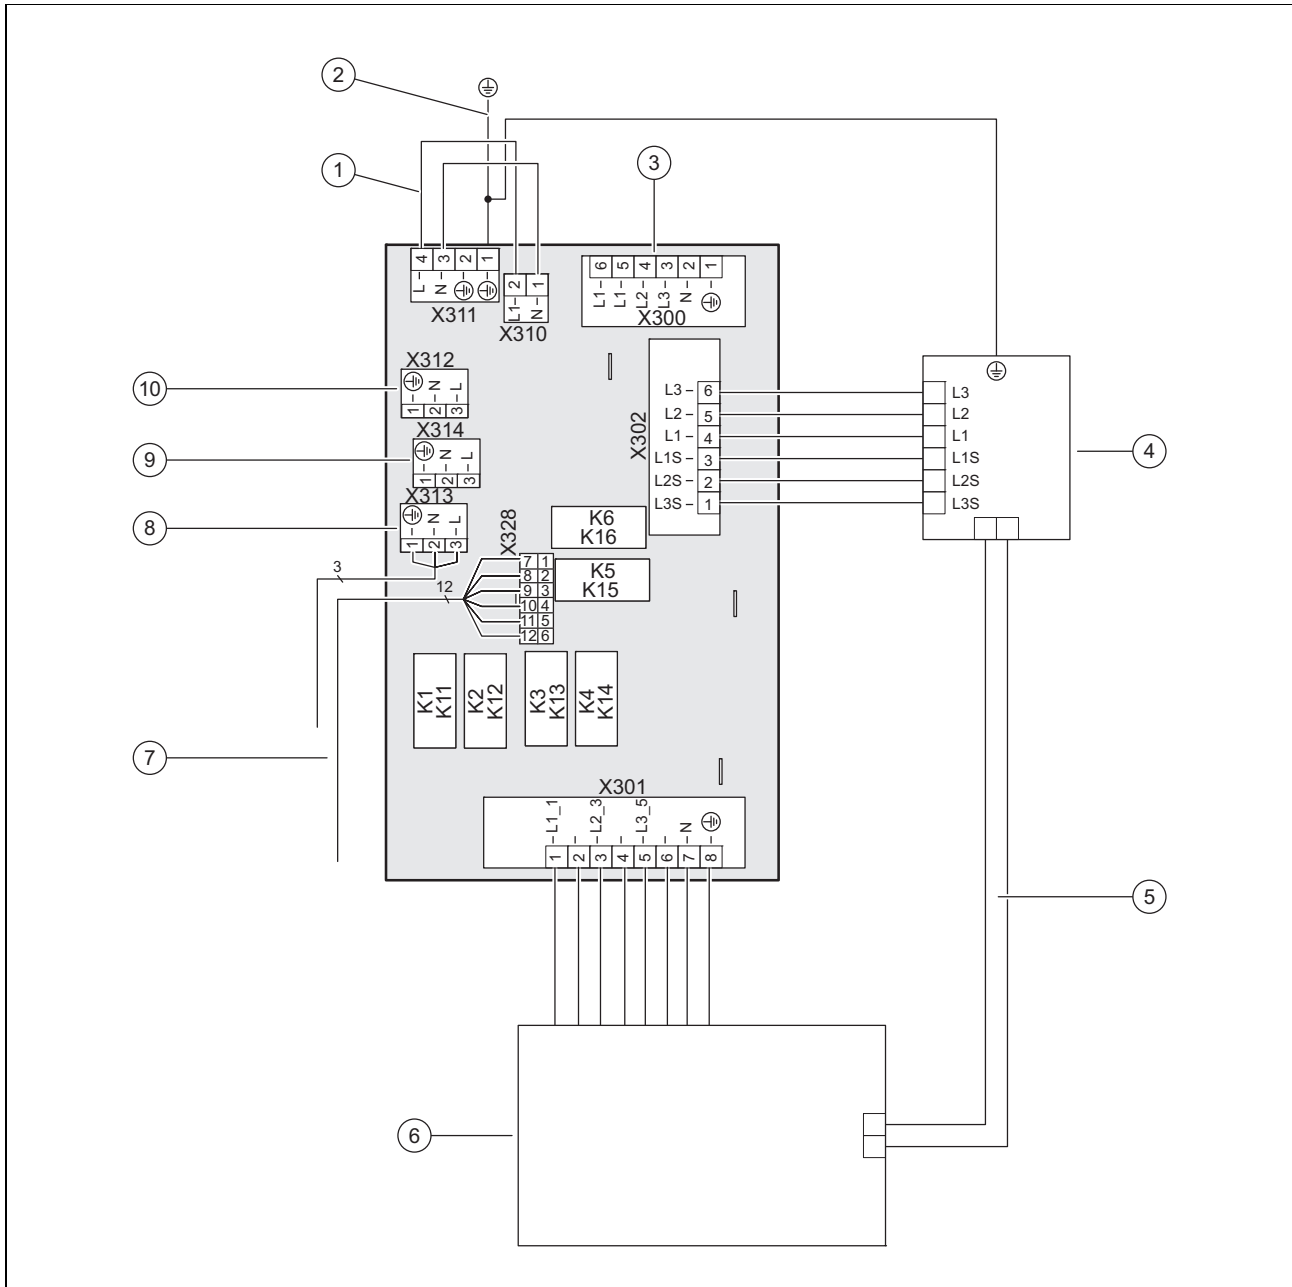 2
1
3
4 3 2 1
L – N –
X311
2 1
L1– N –
X310
6 5 4 3 2 1
L1– L1– L2– L3– N –
X300
X312
– N – L
1 2 3
10
X314
– N – L
1 2 3
9
X313
– N – L
1 2 3
8
X302
L3 – 6
L2 – 5
L1 – 4
L1S – 3
L2S – 2
L3S – 1
L3
L2
L1
L1S
L2S
L3S
4
K6
K16
X328
7 1
8 2
9 3
10 4
11 5
12 6
K5
K15
3
12
K1
K11
K2
K12
K3
K13
K4
K14
7
X301
– L1_1 – – L2_3 – – L3_5 – – N –
1 2 3 4 5 6 7 8
5
6